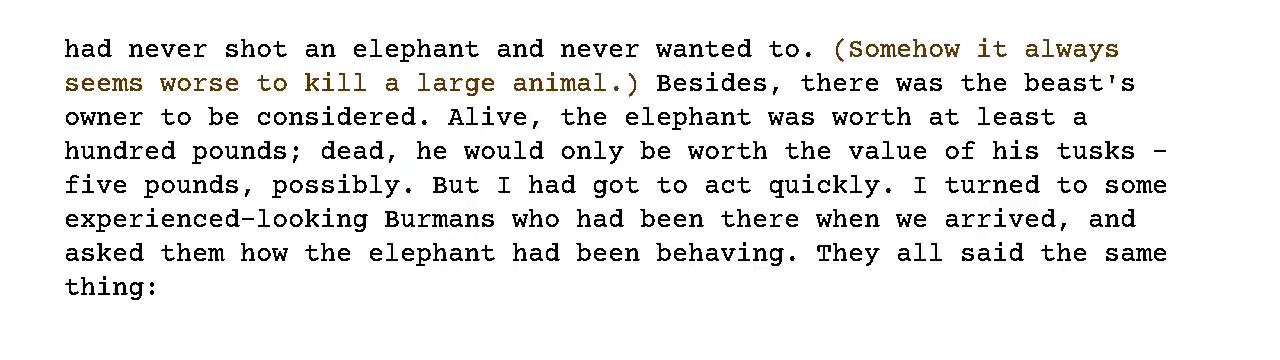 had never shot an elephant and never wanted to. (Somehow it always
seems worse to kill a large animal.) Besides, there was the beast's
owner to be considered. Alive, the elephant was worth at least a
hundred pounds; dead, he would only be worth the value of his tusks –
five pounds, possibly. But I had got to act quickly. I turned to some
experienced-looking Burmans who had been there when we arrived, and
asked them how the elephant had been behaving. They all said the same
thing: